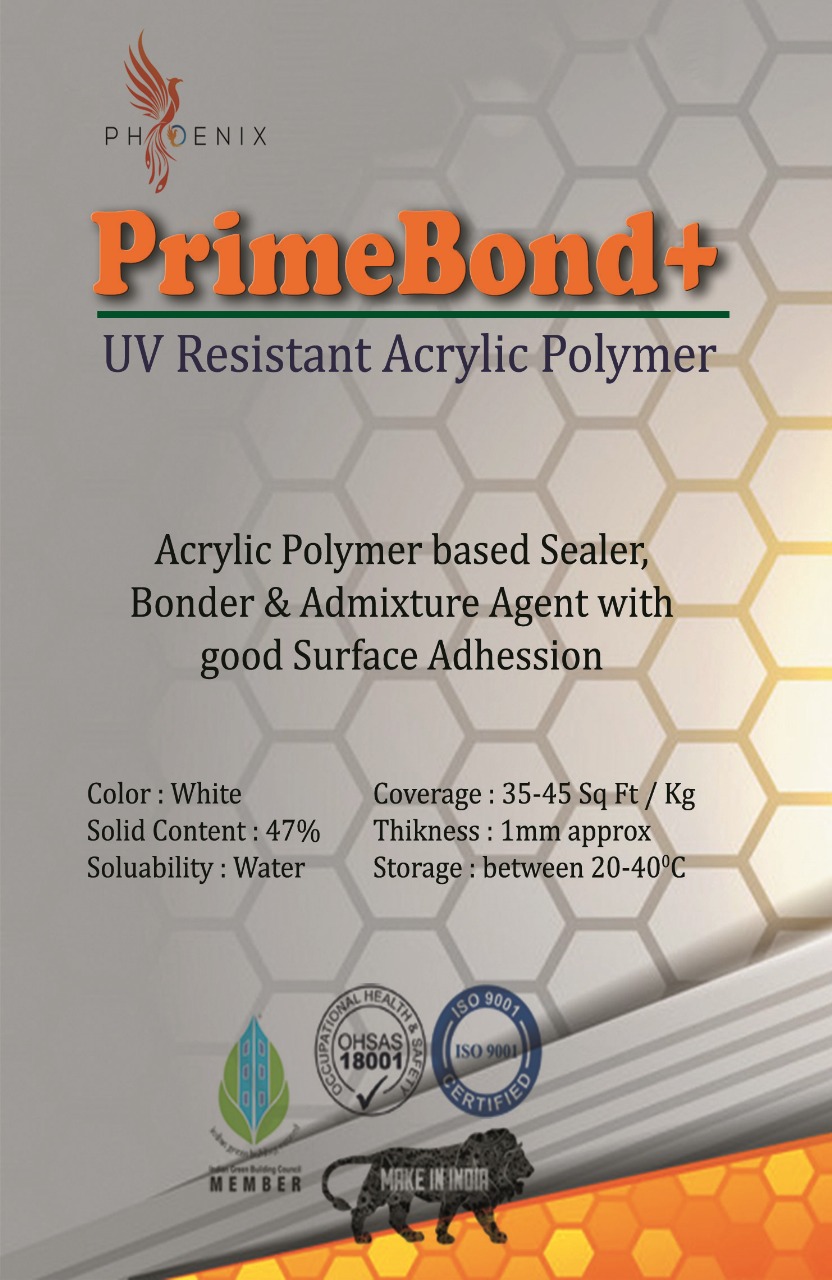 PHOENIX
PrimeBond+
UV Resistant Acrylic Polymer
Acrylic Polymer based Sealer,
Bonder & Admixture Agent with
good Surface Adhession
Color : White
Solid Content : 47%
Soluability : Water
Coverage : 35-45 Sq Ft / Kg
Thikness : 1mm approx
Storage : between 20-40⁰C
OCCUPATIONAL HEALTH & SAFETY
OHSAS
18001
ISO 9001
ISO 9001
CERTIFIED
Indian Green Building Council
MEMBER
MAKE IN INDIA